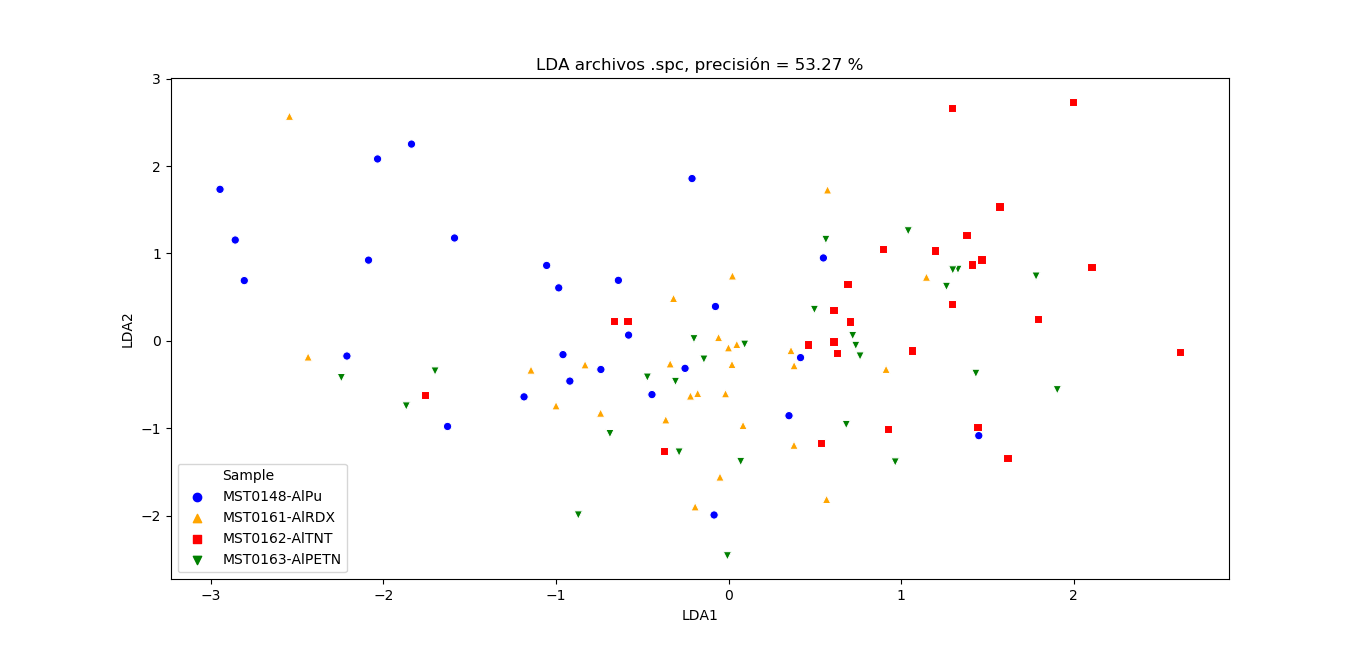 LDA archivos .spc, precisión = 53.27 %
3
2
1
0
−1
−2
LDA2
Sample
MST0148-AlPu
MST0161-AlRDX
MST0162-AlTNT
MST0163-AlPETN
−3 −2 −1 0 1 2
LDA1